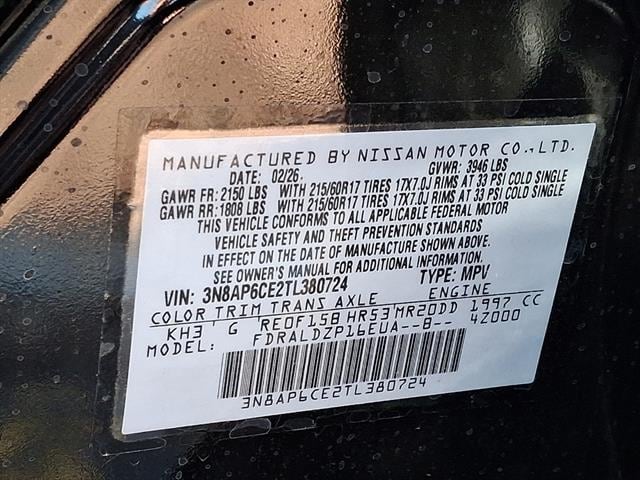 MANUFACTURED BY NISSAN MOTOR CO.,LTD.
DATE: 02/26. GVWR: 3946 LBS
GAWR FR: 2150 LBS WITH 215/60R17 TIRES 17X7.0J RIMS AT 33 PSI COLD SINGLE
GAWR RR: 1808 LBS WITH 215/60R17 TIRES 17X7.0J RIMS AT 33 PSI COLD SINGLE
THIS VEHICLE CONFORMS TO ALL APPLICABLE FEDERAL MOTOR
VEHICLE SAFETY AND THEFT PREVENTION STANDARDS
IN EFFECT ON THE DATE OF MANUFACTURE SHOWN ABOVE.
SEE OWNER'S MANUAL FOR ADDITIONAL INFORMATION.
VIN: 3N8AP6CE2TL380724 TYPE: MPV
COLOR TRIM TRANS AXLE ENGINE
KH3 G RE0F15B HR53 MR20DD 1997 CC
MODEL: FDRALDZP16EUA--B-- 42000
3N8AP6CE2TL380724